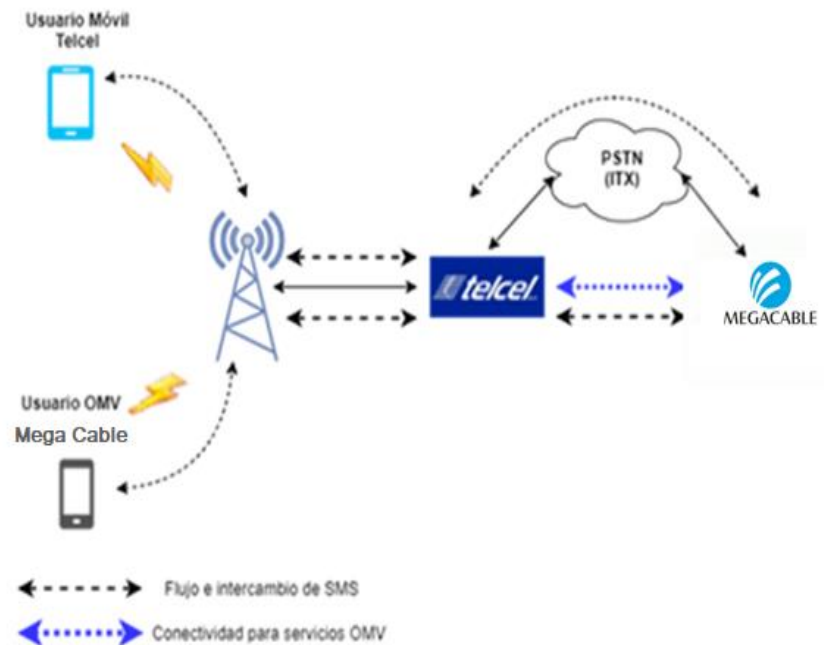 Usuario Móvil
Telcel
PSTN
(ITX)
telcel
MEGACABLE
Usuario OMV
Mega Cable
Flujo e intercambio de SMS
Conectividad para servicios OMV